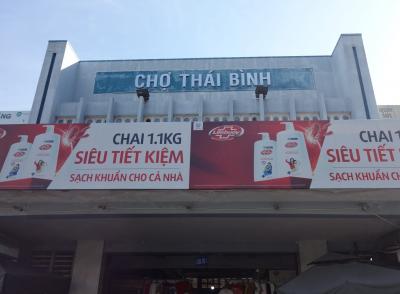 CHỢ THÁI BÌNH
CHAI 1.1KG
SIÊU TIẾT KIỆM
SẠCH KHUẨN CHO CẢ NHÀ
Lifebuoy
CHAI 1.1
SIÊU TIẾT
SẠCH KHUẨN CH